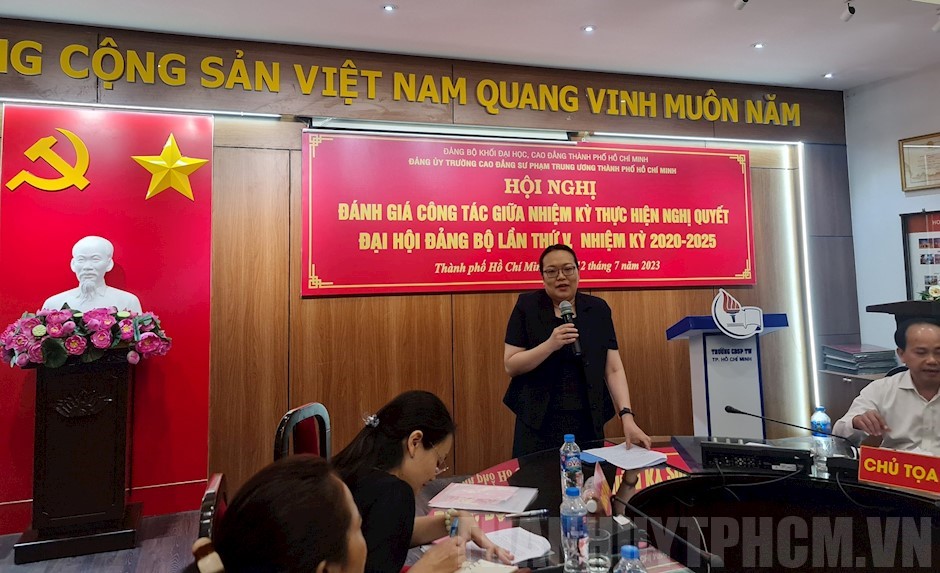 NG CỘNG SẢN VIỆT NAM QUANG VINH MUÔN NĂM
ĐẢNG BỘ KHỐI ĐẠI HỌC, CAO ĐẲNG THÀNH PHỐ HỒ CHÍ MINH
ĐẢNG ỦY TRƯỜNG CAO ĐẲNG SƯ PHẠM TRUNG ƯƠNG THÀNH PHỐ HỒ CHÍ MINH
HỘI NGHỊ
ĐÁNH GIÁ CÔNG TÁC GIỮA NHIỆM KỲ THỰC HIỆN NGHỊ QUYẾT
ĐẠI HỘI ĐẢNG BỘ LẦN THỨ V, NHIỆM KỲ 2020-2025
Thành phố Hồ Chí Min 12 tháng 7 năm 2023
TRƯỜNG CĐSP TW
TP. HỒ CHÍ MINH
CHỦ TỌA
THANHUYTPHCM.VN